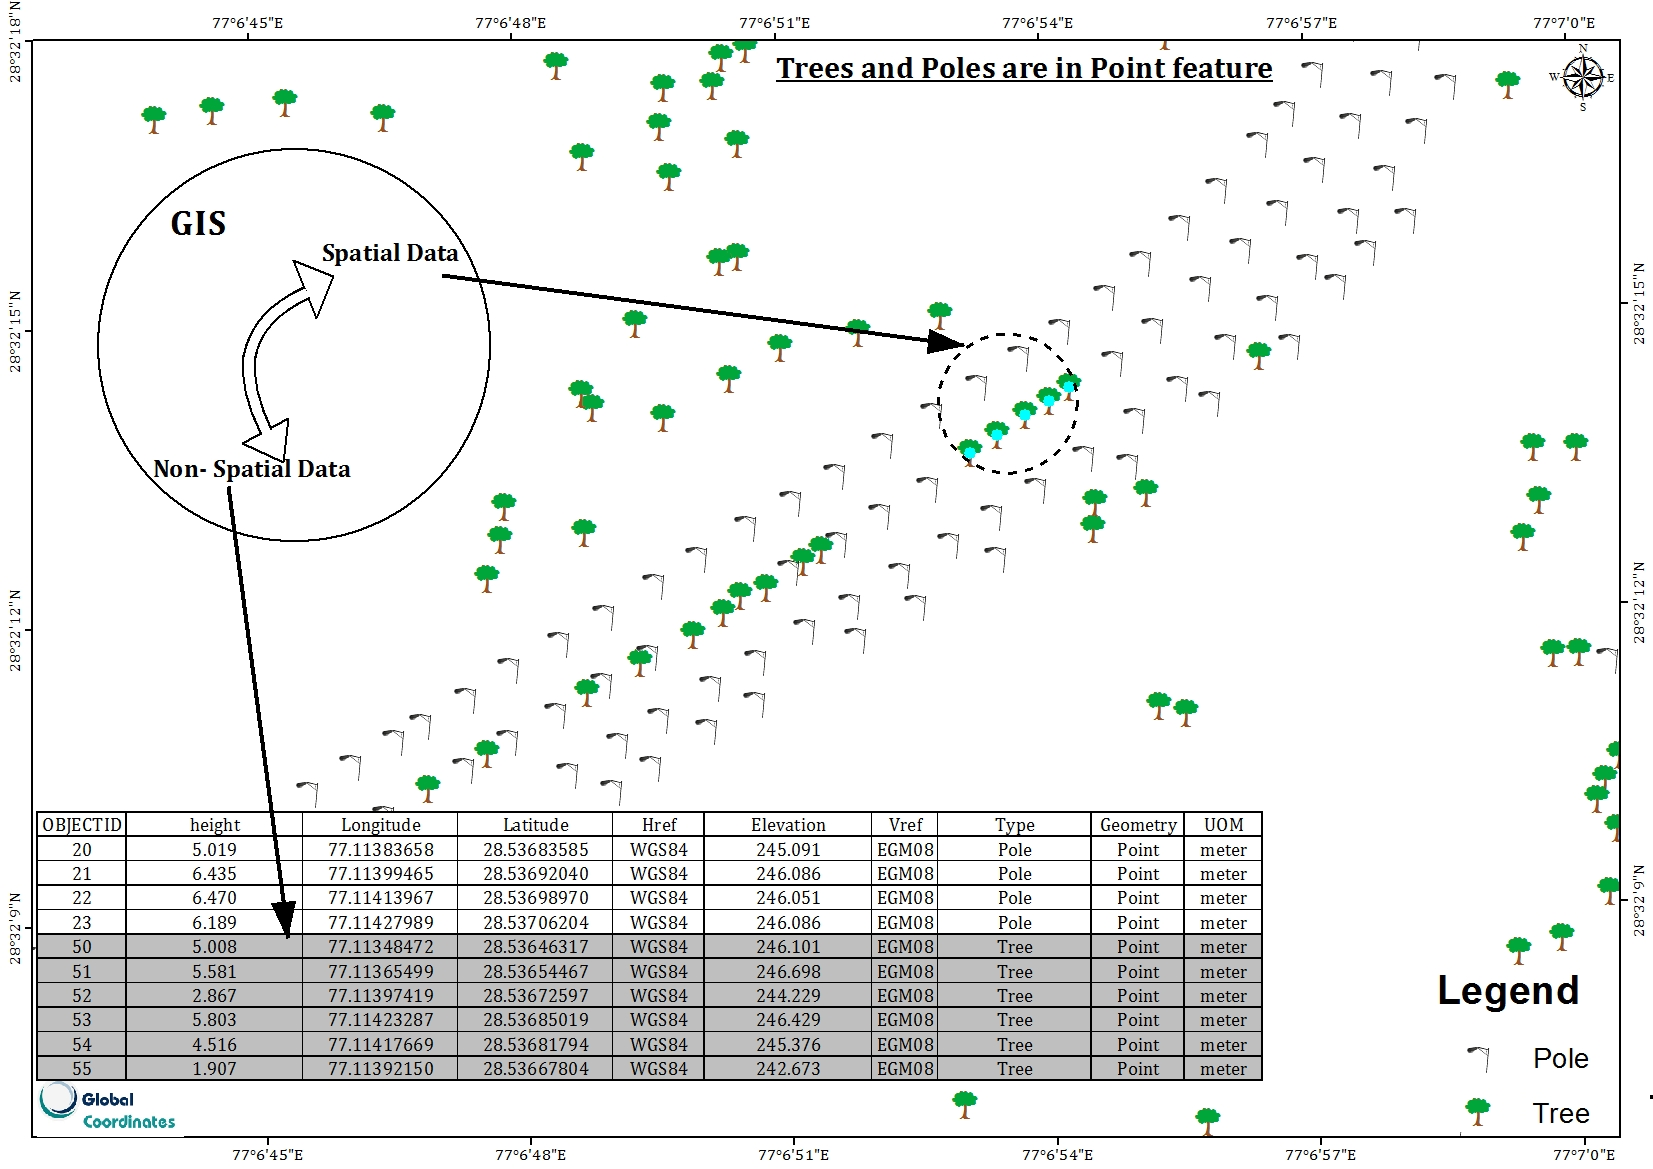 77°6'45"E 77°6'48"E 77°6'51"E 77°6'54"E 77°6'57"E 77°7'0"E
28°32'18"N
Trees and Poles are in Point feature
N
W E
S
GIS
Spatial Data
28°32'15"N 28°32'15"N
Non- Spatial Data
28°32'12"N 28°32'12"N
OBJECTID height Longitude Latitude Href Elevation Vref Type Geometry UOM
20 5.019 77.11383658 28.53683585 WGS84 245.091 EGM08 Pole Point meter
21 6.435 77.11399465 28.53692040 WGS84 246.086 EGM08 Pole Point meter
22 6.470 77.11413967 28.53698970 WGS84 246.051 EGM08 Pole Point meter
23 6.189 77.11427989 28.53706204 WGS84 246.086 EGM08 Pole Point meter
50 5.008 77.11348472 28.53646317 WGS84 246.101 EGM08 Tree Point meter
51 5.581 77.11365499 28.53654467 WGS84 246.698 EGM08 Tree Point meter
52 2.867 77.11397419 28.53672597 WGS84 244.229 EGM08 Tree Point meter
53 5.803 77.11423287 28.53685019 WGS84 246.429 EGM08 Tree Point meter
54 4.516 77.11417669 28.53681794 WGS84 245.376 EGM08 Tree Point meter
55 1.907 77.11392150 28.53667804 WGS84 242.673 EGM08 Tree Point meter
28°32'9"N 28°32'9"N
Legend
Pole
Tree
Global
Coordinates
77°6'45"E 77°6'48"E 77°6'51"E 77°6'54"E 77°6'57"E 77°7'0"E